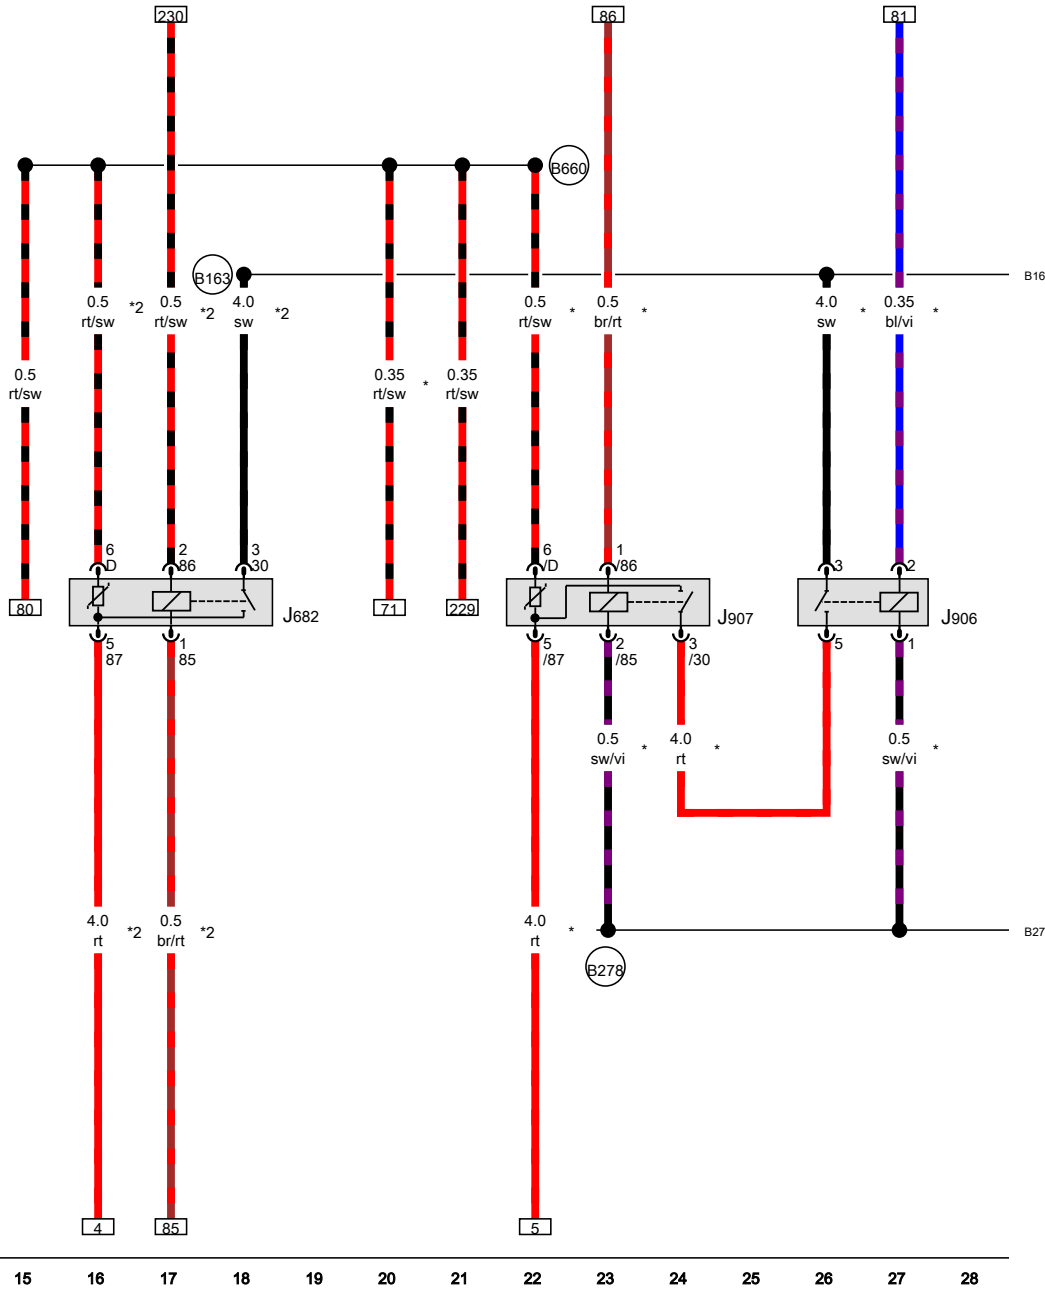 230 86 81
B660
B163 B16
0.5 *2 0.5 *2 4.0 *2 0.5 * 0.5 * 4.0 * 0.35 *
rt/sw rt/sw sw rt/sw br/rt sw bl/vi
0.5 0.35 * 0.35
rt/sw rt/sw rt/sw
6 2 3 6 1 3 2
D 86 30 /D /86
80 71 229
J682 J907 J906
5 1 5 2 3 5 1
87 85 /87 /85 /30
0.5 * 4.0 * 0.5 *
sw/vi rt sw/vi
4.0 *2 0.5 *2 4.0 * B27
rt br/rt rt
B278
4 85 5
15 16 17 18 19 20 21 22 23 24 25 26 27 28